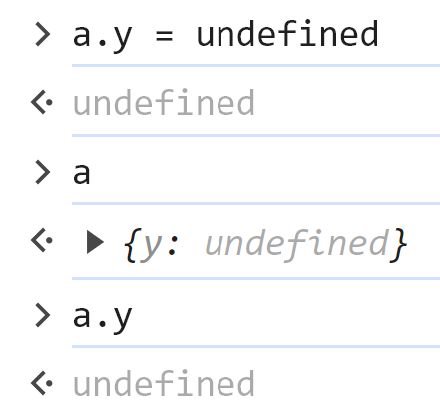 a.y = undefined
undefined
a
{y: undefined}
a.y
undefined